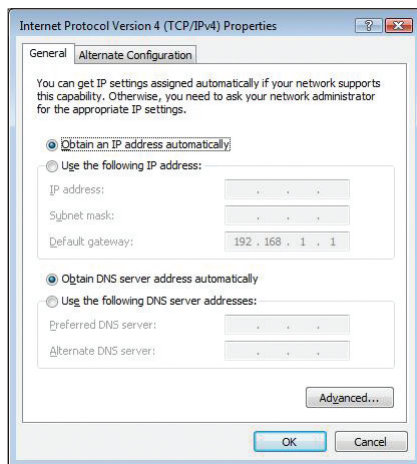 Internet Protocol Version 4 (TCP/IPv4) Properties
General
Alternate Configuration
You can get IP settings assigned automatically if your network supports
this capability. Otherwise, you need to ask your network administrator
for the appropriate IP settings.
Obtain an IP address automatically
Use the following IP address:
IP address:
Subnet mask:
Default gateway: 192 . 168 . 1 . 1
Obtain DNS server address automatically
Use the following DNS server addresses:
Preferred DNS server:
Alternate DNS server:
Advanced...
OK
Cancel